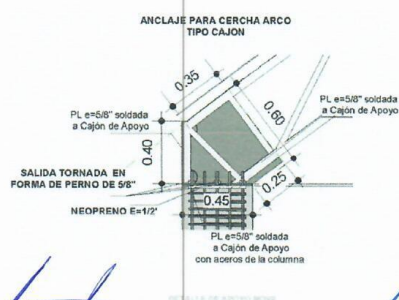 ANCLAJE PARA CERCHA ARCO
TIPO CAJON
0.35
PL e=5/8" soldada
a Cajón de Apoyo
0.60
PL e=5/8" soldada
a Cajón de Apoyo
0.40
SALIDA TORNADA EN
FORMA DE PERNO DE 5/8"
0.25
0.45
NEOPRENO E=1/2'
PL e=5/8" soldada
a Cajón de Apoyo
con aceros de la columna